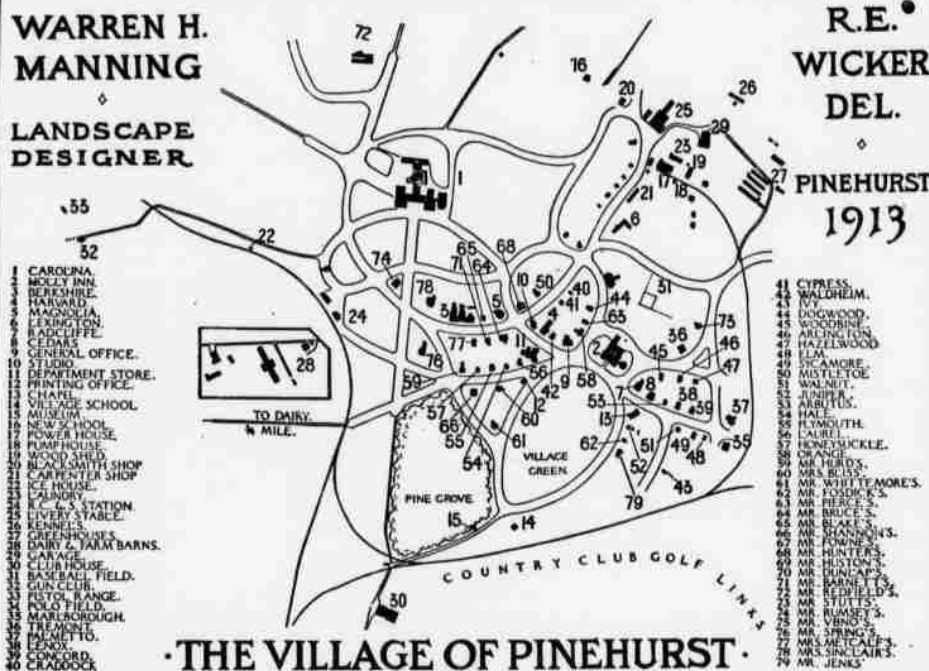 WARREN H.
MANNING
LANDSCAPE
DESIGNER
R.E.
WICKER
DEL.
PINEHURST
1913
1 CAROLINA.
2 HOLLY INN.
3 BERKSHIRE.
4 HARVARD.
5 MAGNOLIA.
6 LEXINGTON.
7 RADCLIFFE.
8 CEDARS
9 GENERAL OFFICE.
10 STUDIO.
11 DEPARTMENT STORE.
12 PRINTING OFFICE.
13 CHAPEL.
14 VILLAGE SCHOOL
15 MUSEUM.
16 NEW SCHOOL.
17 POWER HOUSE.
18 PUMP HOUSE.
19 WOOD SHED.
20 BLACKSMITH SHOP
21 CARPENTER SHOP
22 ICE HOUSE.
23 LAUNDRY.
24 R.C. & S. STATION.
25 LIVERY STABLE.
26 KENNELS.
27 GREENHOUSES.
28 DAIRY & FARM BARNS.
29 GARAGE.
30 CLUB HOUSE.
31 BASEBALL FIELD.
32 GUN CLUB.
33 PISTOL RANGE.
34 POLO FIELD.
35 MARLBOROUGH.
36 TREMONT.
37 PALMETTO.
38 LENOX.
39 CONCORD.
40 CRADDOCK
TO DAIRY.
¾ MILE.
PINE GROVE
VILLAGE
GREEN.
COUNTRY CLUB GOLF LINKS
41 CYPRESS.
42 WALDHEIM.
43 IVY.
44 DOGWOOD.
45 WOODBINE.
46 ARLINGTON.
47 HAZELWOOD
48 ELM.
49 SYCAMORE.
50 MISTLETOE
51 WALNUT.
52 JUNIPER.
53 ARBUTUS.
54 HALE.
55 PLYMOUTH.
56 LAUREL.
57 HONEYSUCKLE.
58 ORANGE.
59 MR. HURD'S.
60 MRS. BLISS.
61 MR. WHITTEMORE'S.
62 MR. FOSDICK'S.
63 MR. PIERCE'S.
64 MR. BRUCE'S.
65 MR. BLAKE'S.
66 MR. SHANNON'S.
67 MR. FOWNES.
68 MR. HUNTER'S.
69 MR. HUSTON'S.
70 MR. DUNLAP'S.
71 MR. BARNETT'S.
72 MR. REDFIELD'S.
73 MR. STUTTS'
74 MR. RUMSEY'S.
75 MR. VBNO'S.
76 MR. SPRING'S.
77 MRS. METCALF'S.
78 MRS. SINCLAIR'S.
79 MR. JENKS'
·THE VILLAGE OF PINEHURST·